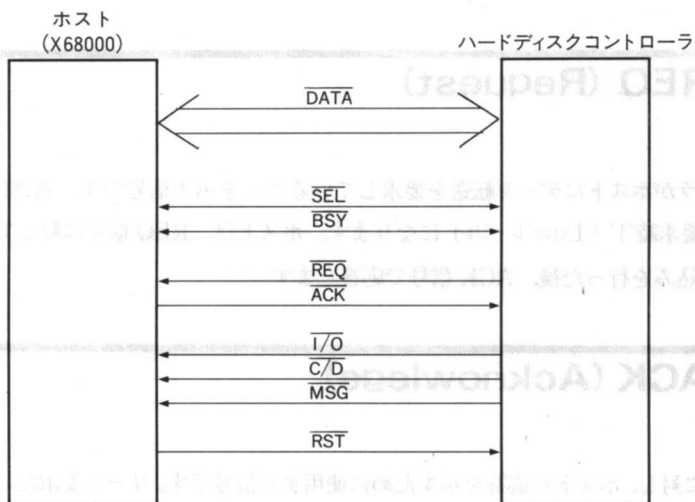 ホスト
(X68000)
ハードディスクコントローラ
DATA
SEL
BSY
REQ
ACK
I/O
C/D
MSG
RST